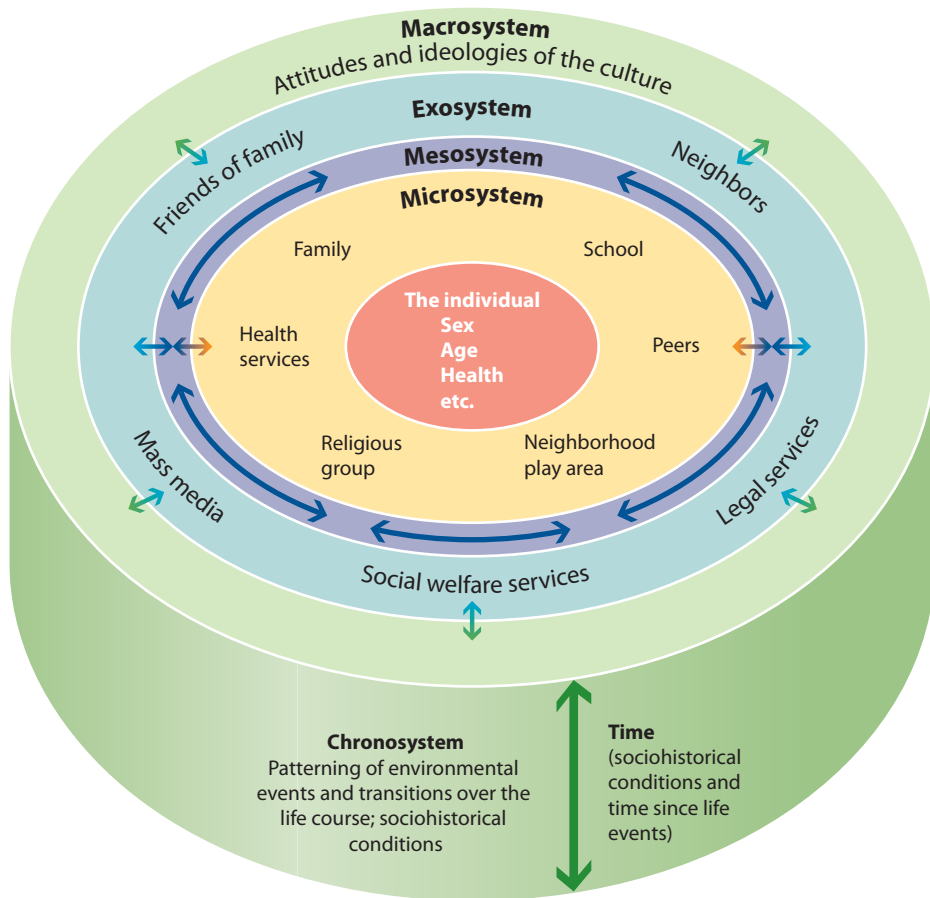 Macrosystem
Attitudes and ideologies of the culture
Exosystem
Friends of family
Neighbors
Mesosystem
Microsystem
Family
School
The individual
Sex
Age
Health
etc.
Health
services
Peers
Religious
group
Neighborhood
play area
Mass media
Legal services
Social welfare services
Chronosystem
Patterning of environmental
events and transitions over the
life course; sociohistorical
conditions
Time
(sociohistorical
conditions and
time since life
events)